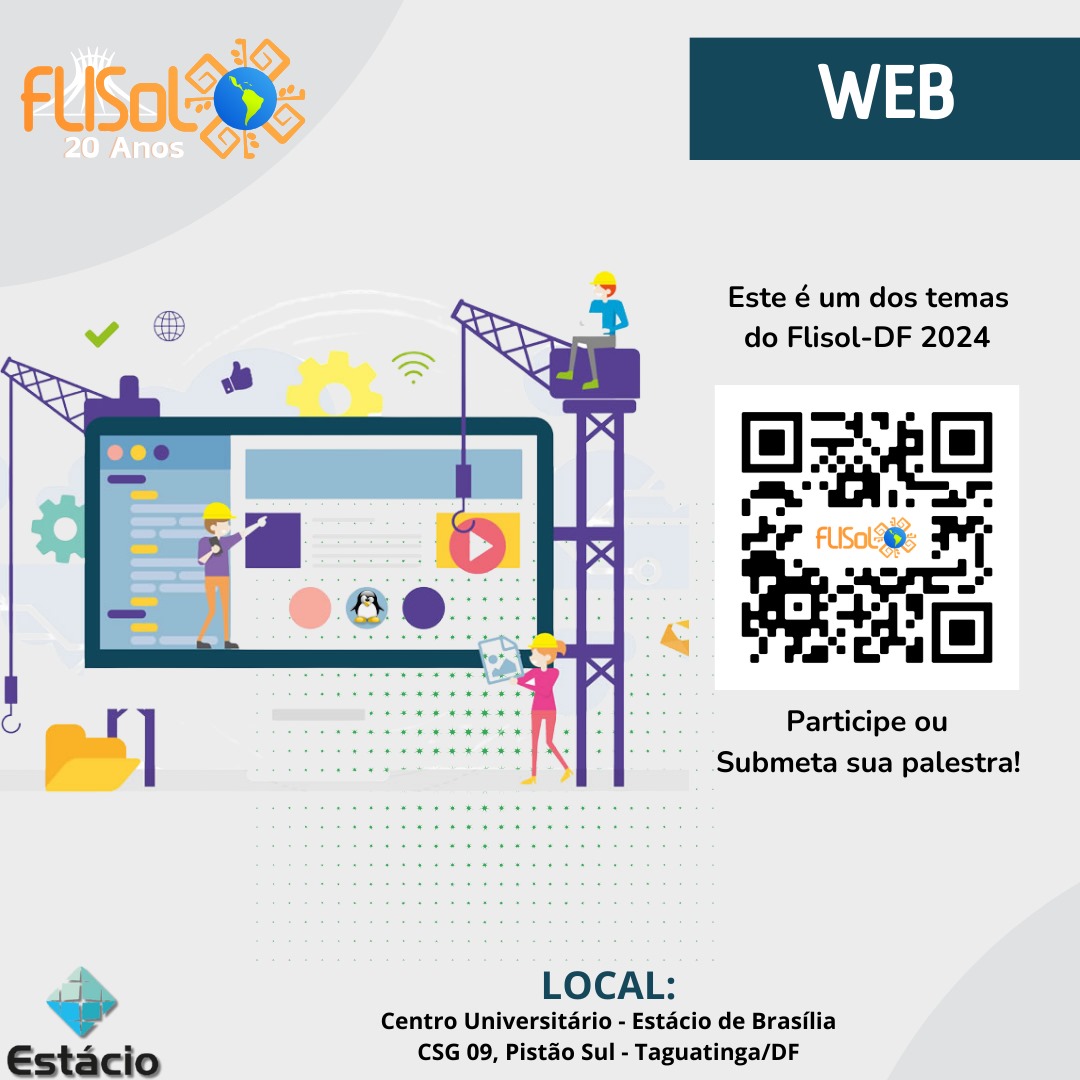 FLISoL
20 Anos
WEB
Este é um dos temas
do Flisol-DF 2024
FLISoL
Participe ou
Submeta sua palestra!
LOCAL:
Centro Universitário - Estácio de Brasília
CSG 09, Pistão Sul - Taguatinga/DF
Estácio